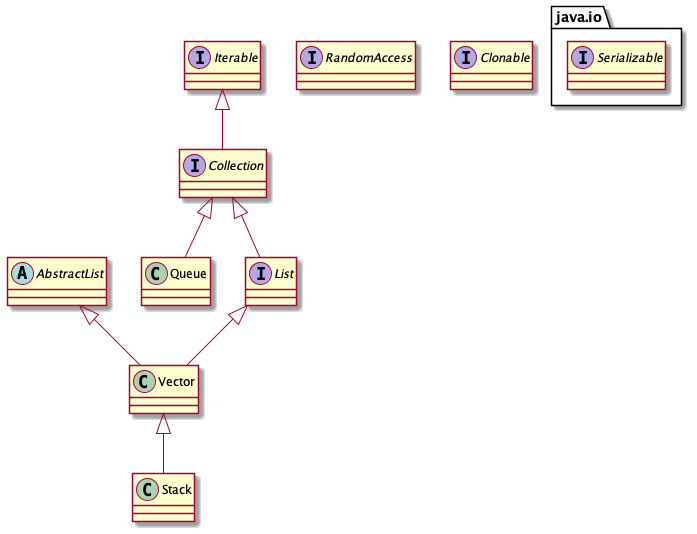 java.io
I Iterable
I RandomAccess
I Clonable
I Serializable
I Collection
A AbstractList
C Queue
I List
C Vector
C Stack